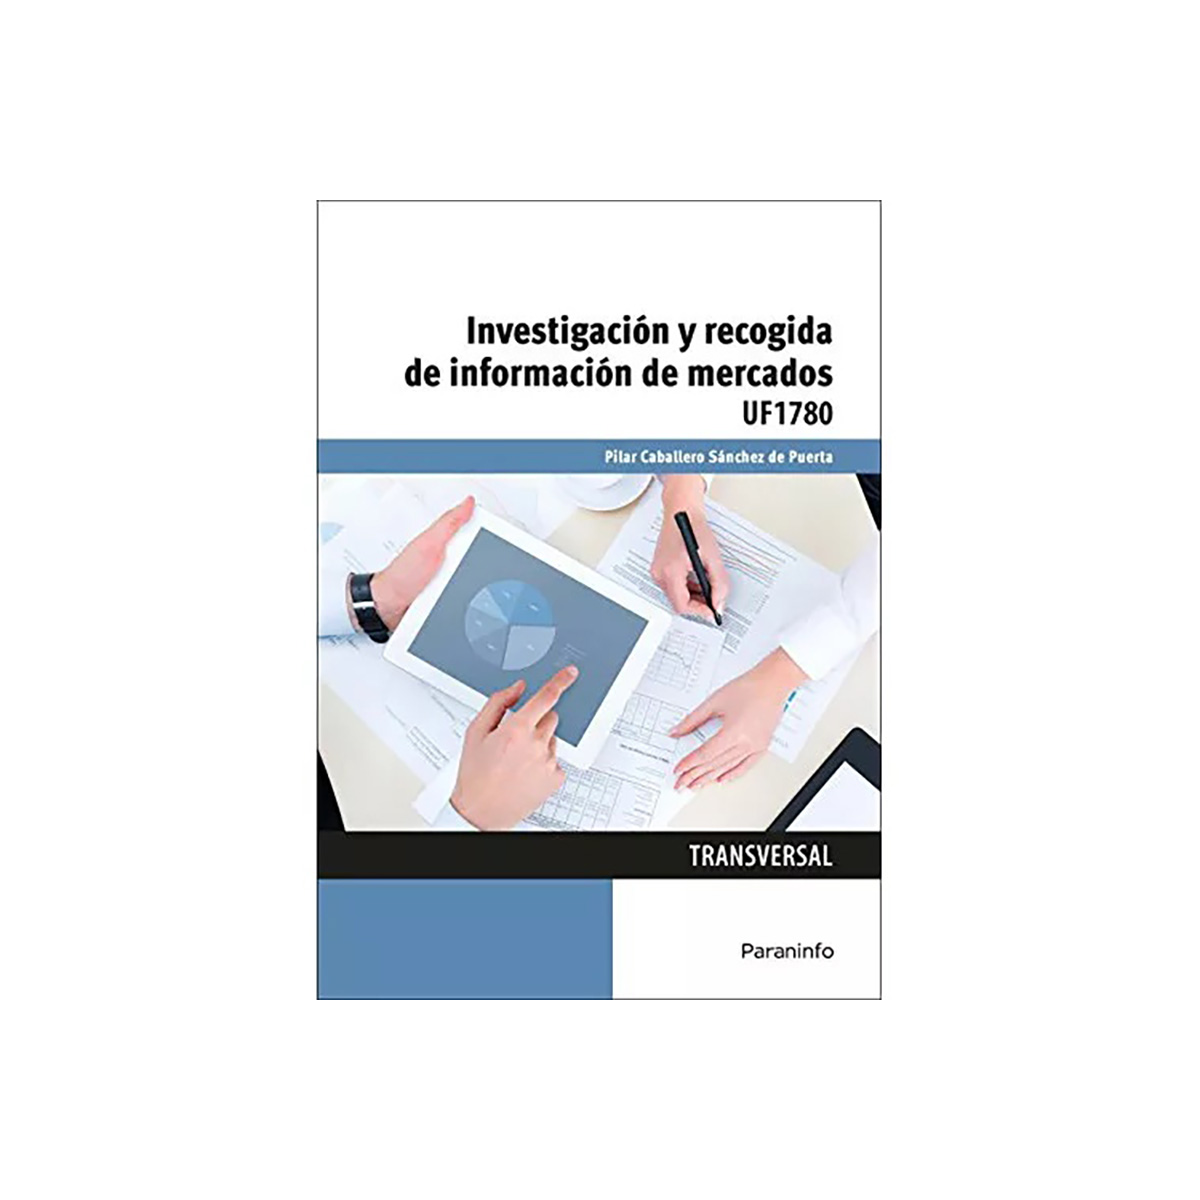 Investigación y recogida
de información de mercados
UF1780
Pilar Caballero Sánchez de Puerta
TRANSVERSAL
Paraninfo